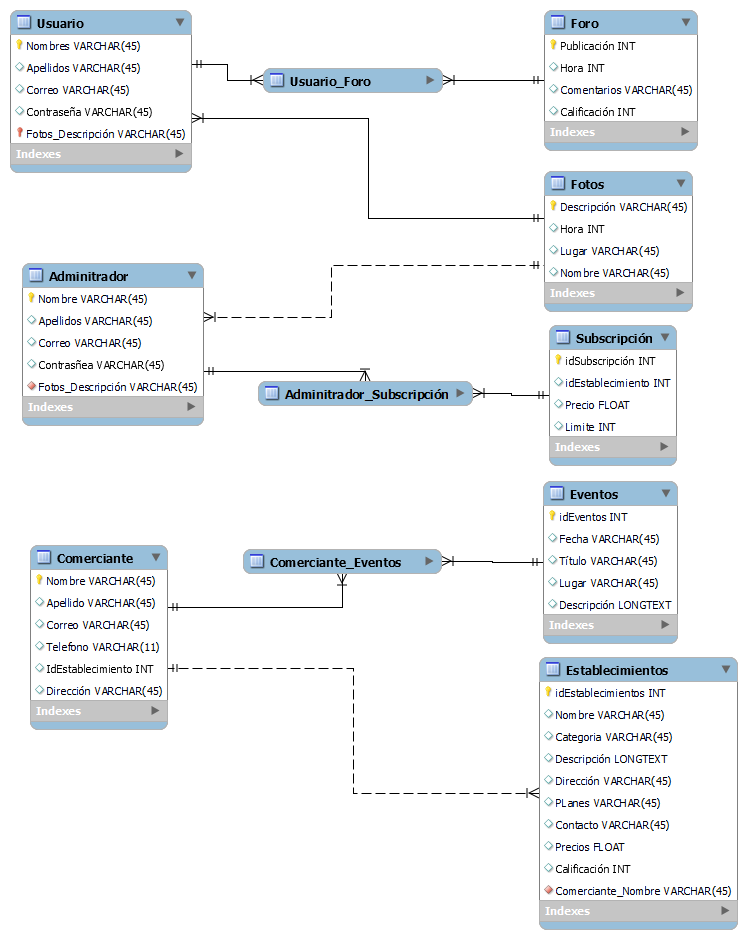 Usuario
Nombres VARCHAR(45)
Apellidos VARCHAR(45)
Correo VARCHAR(45)
Contraseña VARCHAR(45)
Fotos_Descripción VARCHAR(45)
Indexes
Usuario_Foro
Foro
Publicación INT
Hora INT
Comentarios VARCHAR(45)
Calificación INT
Indexes
Fotos
Descripción VARCHAR(45)
Hora INT
Lugar VARCHAR(45)
Nombre VARCHAR(45)
Indexes
Adminitrador
Nombre VARCHAR(45)
Apellidos VARCHAR(45)
Correo VARCHAR(45)
Contrasñea VARCHAR(45)
Fotos_Descripción VARCHAR(45)
Indexes
Adminitrador_Subscripción
Subscripción
idSubscripción INT
idEstablecimiento INT
Precio FLOAT
Limite INT
Indexes
Eventos
idEventos INT
Fecha VARCHAR(45)
Título VARCHAR(45)
Lugar VARCHAR(45)
Descripción LONGTEXT
Indexes
Comerciante_Eventos
Comerciante
Nombre VARCHAR(45)
Apellido VARCHAR(45)
Correo VARCHAR(45)
Telefono VARCHAR(11)
IdEstablecimiento INT
Dirección VARCHAR(45)
Indexes
Establecimientos
idEstablecimientos INT
Nombre VARCHAR(45)
Categoria VARCHAR(45)
Descripción LONGTEXT
Dirección VARCHAR(45)
PLanes VARCHAR(45)
Contacto VARCHAR(45)
Precios FLOAT
Calificación INT
Comerciante_Nombre VARCHAR(45)
Indexes